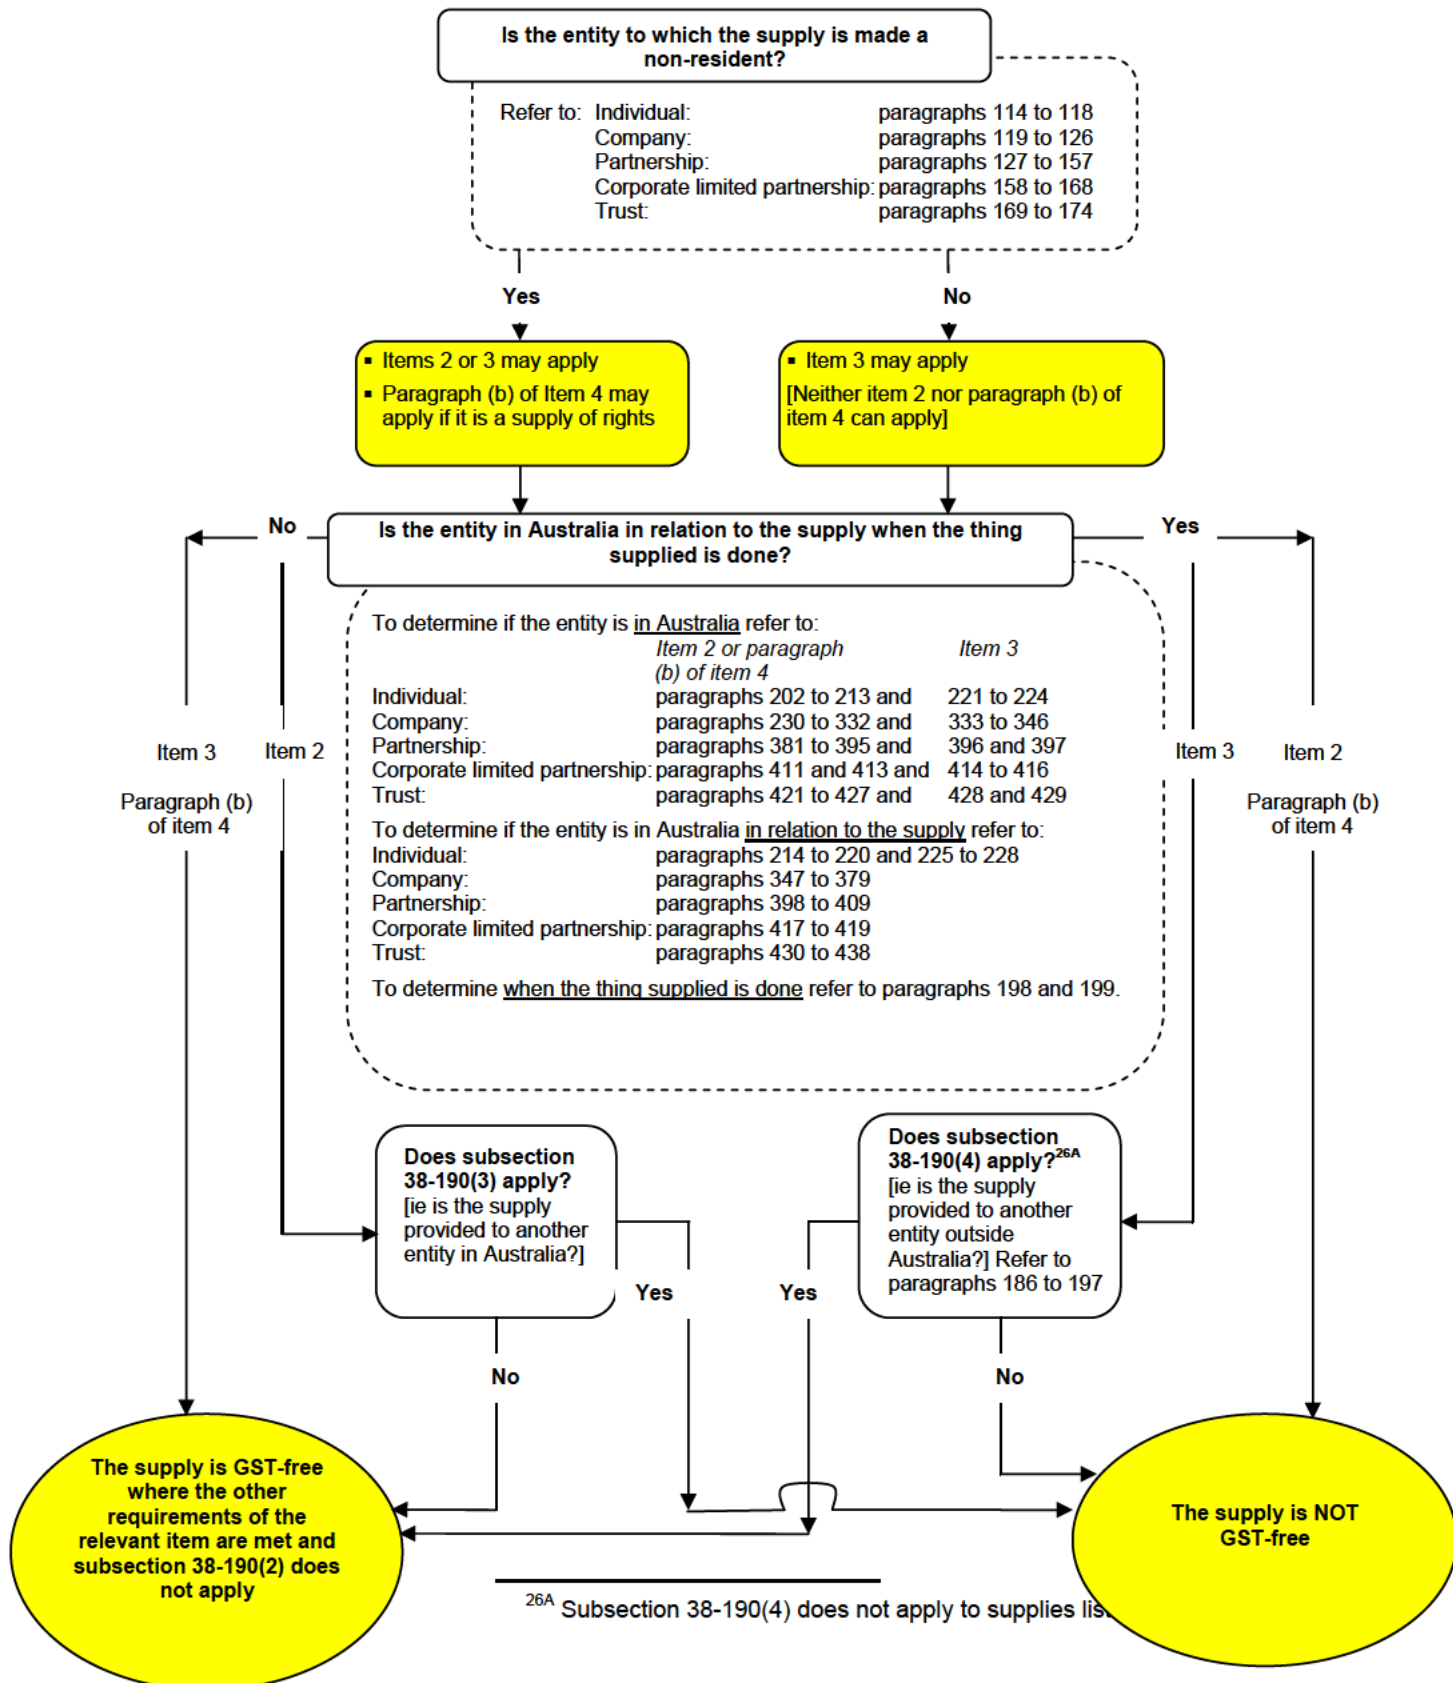 Is the entity to which the supply is made a
non-resident?
Refer to: Individual: paragraphs 114 to 118
Company: paragraphs 119 to 126
Partnership: paragraphs 127 to 157
Corporate limited partnership: paragraphs 158 to 168
Trust: paragraphs 169 to 174
Yes
No
▪ Items 2 or 3 may apply
▪ Paragraph (b) of Item 4 may
apply if it is a supply of rights
▪ Item 3 may apply
[Neither item 2 nor paragraph (b) of
item 4 can apply]
No
Is the entity in Australia in relation to the supply when the thing
supplied is done?
Yes
To determine if the entity is in Australia refer to:
Item 2 or paragraph Item 3
(b) of item 4
Individual: paragraphs 202 to 213 and 221 to 224
Company: paragraphs 230 to 332 and 333 to 346
Partnership: paragraphs 381 to 395 and 396 and 397
Corporate limited partnership: paragraphs 411 and 413 and 414 to 416
Trust: paragraphs 421 to 427 and 428 and 429
To determine if the entity is in Australia in relation to the supply refer to:
Individual: paragraphs 214 to 220 and 225 to 228
Company: paragraphs 347 to 379
Partnership: paragraphs 398 to 409
Corporate limited partnership: paragraphs 417 to 419
Trust: paragraphs 430 to 438
To determine when the thing supplied is done refer to paragraphs 198 and 199.
Item 3
Paragraph (b)
of item 4
Item 2
Item 3
Item 2
Paragraph (b)
of item 4
Does subsection
38-190(3) apply?
[ie is the supply
provided to another
entity in Australia?]
Does subsection
38-190(4) apply?26A
[ie is the supply
provided to another
entity outside
Australia?] Refer to
paragraphs 186 to 197
Yes
Yes
No
No
The supply is GST-free
where the other
requirements of the
relevant item are met and
subsection 38-190(2) does
not apply
The supply is NOT
GST-free
26A Subsection 38-190(4) does not apply to supplies